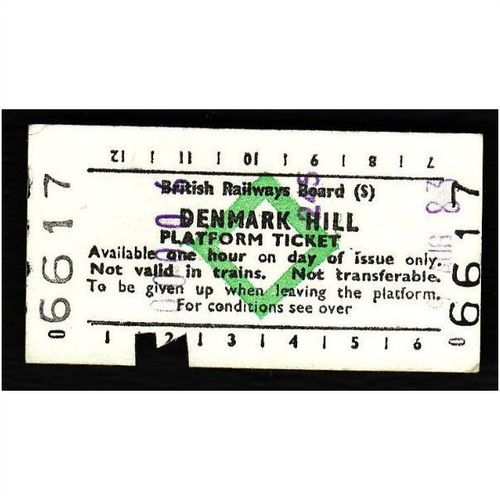 12 11 10 9 8 7
British Railways Board (S)
DENMARK HILL
PLATFORM TICKET
Available one hour on day of issue only.
Not valid in trains. Not transferable.
To be given up when leaving the platform.
For conditions see over
1 2 3 4 5 6
06617
06617